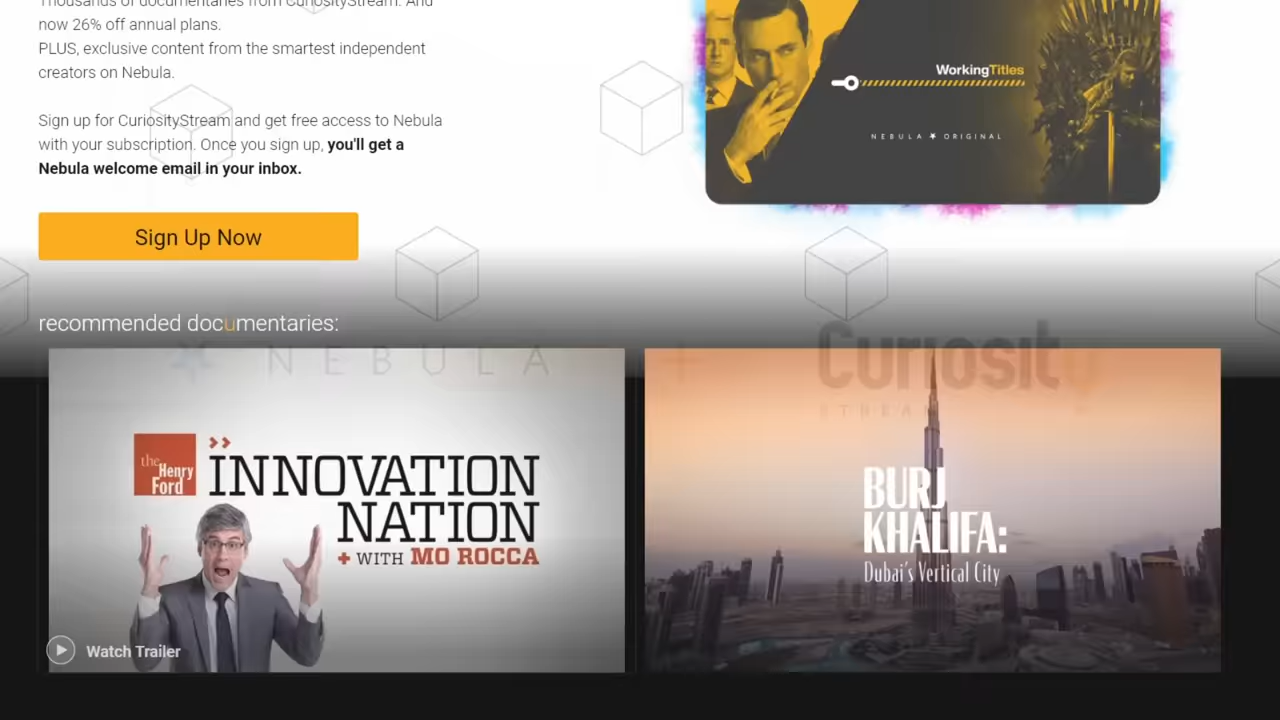 Thousands of documentaries from CuriosityStream. And
now 26% off annual plans.
PLUS, exclusive content from the smartest independent
creators on Nebula.
Sign up for CuriosityStream and get free access to Nebula
with your subscription. Once you sign up, you'll get a
Nebula welcome email in your inbox.
Sign Up Now
WorkingTitles
NEBULA ORIGINAL
recommended documentaries:
NEBULA + Curiosity
STREAM
the Henry Ford
INNOVATION
NATION
+ WITH MO ROCCA
Watch Trailer
BURJ
KHALIFA:
Dubai's Vertical City